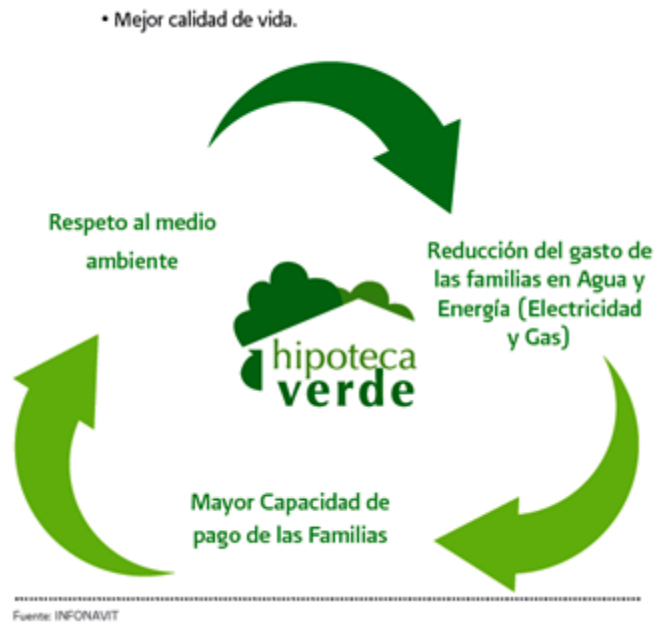 • Mejor calidad de vida.
Respeto al medio
ambiente
Reducción del gasto de
las familias en Agua y
Energía (Electricidad
y Gas)
hipoteca
verde
Mayor Capacidad de
pago de las Familias
Fuente: INFONAVIT